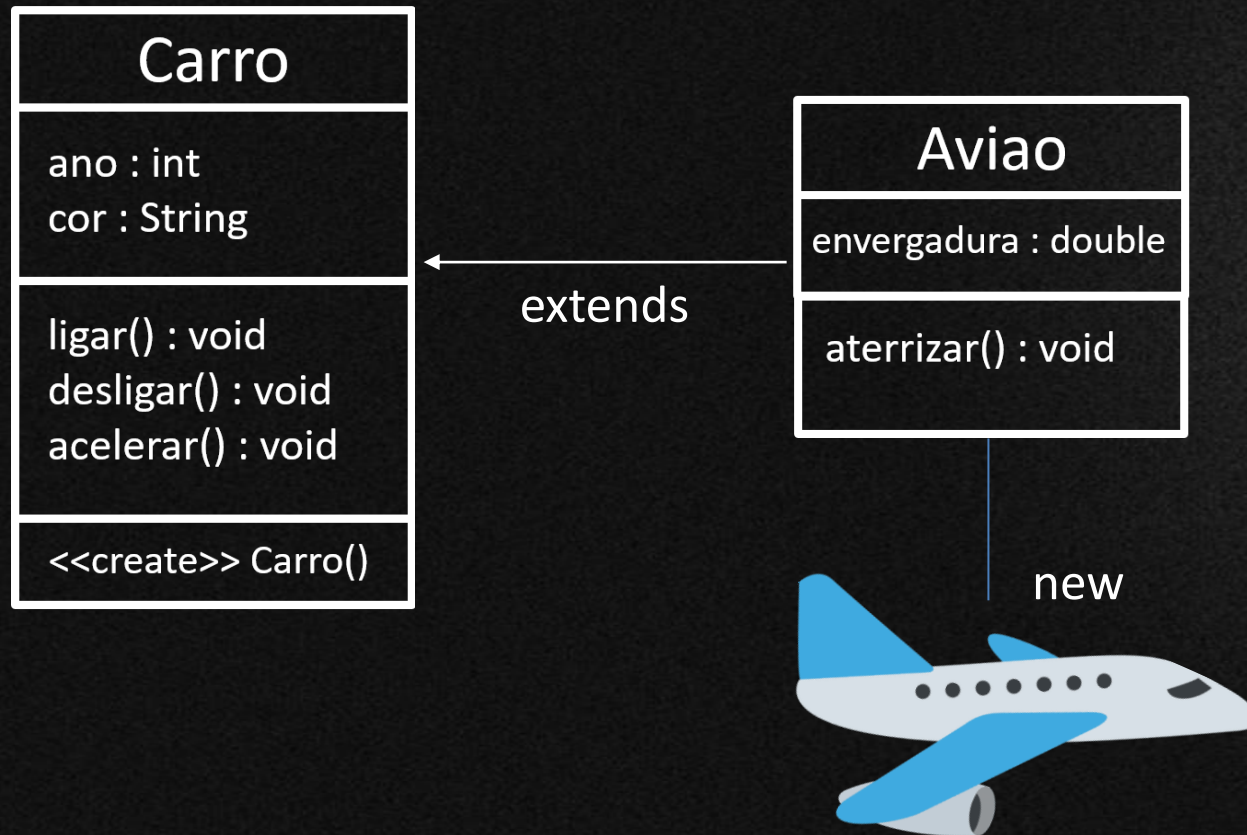 Carro
ano : int
cor : String
ligar() : void
desligar() : void
acelerar() : void
<<create>> Carro()
extends
Aviao
envergadura : double
aterrizar() : void
new